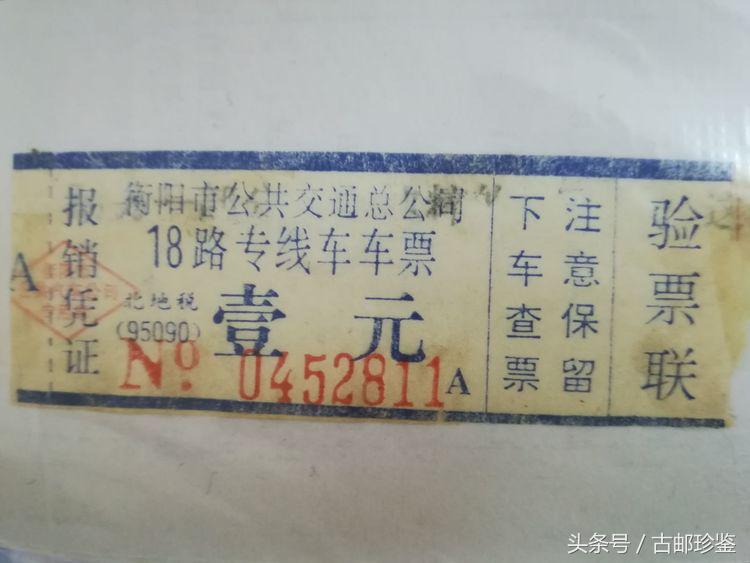 A
报销凭证
衡阳市公共交通总公司
18路专线车车票
北地税
(95090)
壹元
No 0452811 A
注意保留
下车查票
验票联
头条号 / 古邮珍鉴